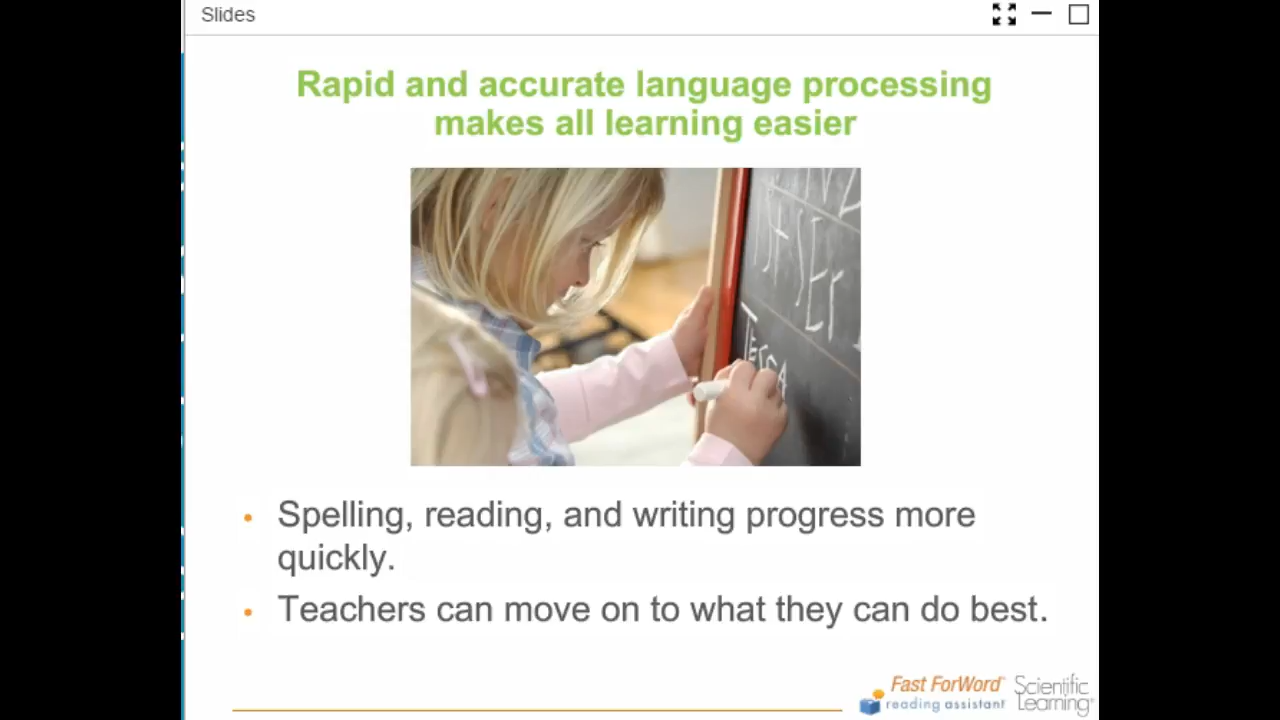 Slides
Rapid and accurate language processing
makes all learning easier
• Spelling, reading, and writing progress more
quickly.
• Teachers can move on to what they can do best.
Fast ForWord
reading assistant
Scientific
Learning